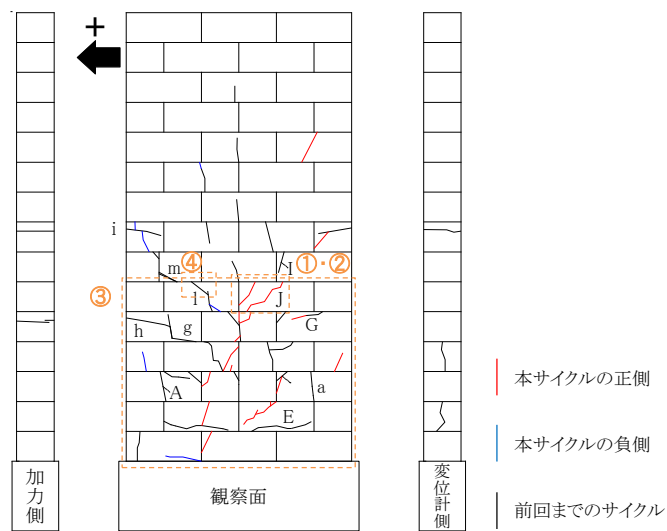 +
i
m
④
I
①・②
③
l
J
h
g
G
A
a
E
本サイクルの正側
本サイクルの負側
前回までのサイクル
加力側
観察面
変位計側